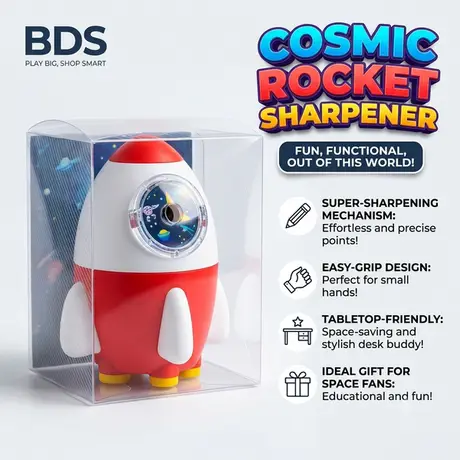 BDS
PLAY BIG, SHOP SMART
COSMIC
ROCKET
SHARPENER
FUN, FUNCTIONAL,
OUT OF THIS WORLD!
SUPER-SHARPENING
MECHANISM:
Effortless and precise
points!
EASY-GRIP DESIGN:
Perfect for small
hands!
TABLETOP-FRIENDLY:
Space-saving and
stylish desk buddy!
IDEAL GIFT FOR
SPACE FANS:
Educational and fun!